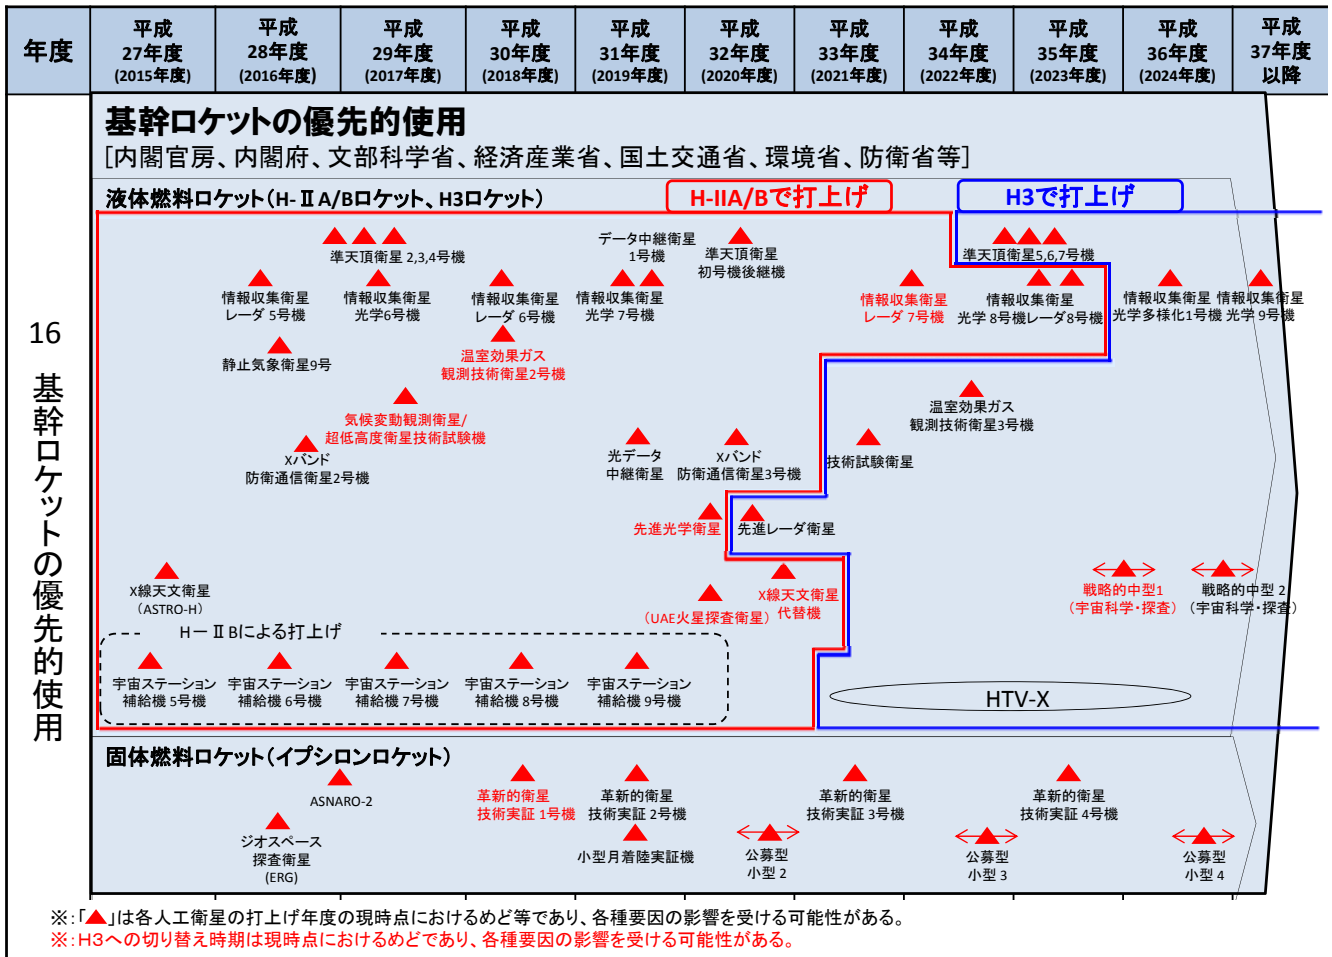 年度
平成
27年度
(2015年度)
平成
28年度
(2016年度)
平成
29年度
(2017年度)
平成
30年度
(2018年度)
平成
31年度
(2019年度)
平成
32年度
(2020年度)
平成
33年度
(2021年度)
平成
34年度
(2022年度)
平成
35年度
(2023年度)
平成
36年度
(2024年度)
平成
37年度
以降
16 基幹ロケットの優先的使用
基幹ロケットの優先的使用
[内閣官房、内閣府、文部科学省、経済産業省、国土交通省、環境省、防衛省等]
液体燃料ロケット(H-ⅡA/Bロケット、H3ロケット)
H-IIA/Bで打上げ
H3で打上げ
準天頂衛星 2,3,4号機
データ中継衛星
1号機
準天頂衛星
初号機後継機
準天頂衛星5,6,7号機
情報収集衛星
レーダ 5号機
情報収集衛星
光学6号機
情報収集衛星
レーダ 6号機
情報収集衛星
光学 7号機
情報収集衛星
レーダ 7号機
情報収集衛星
光学 8号機レーダ8号機
情報収集衛星
光学多様化1号機
情報収集衛星
光学 9号機
静止気象衛星9号
温室効果ガス
観測技術衛星2号機
気候変動観測衛星/
超低高度衛星技術試験機
温室効果ガス
観測技術衛星3号機
Xバンド
防衛通信衛星2号機
光データ
中継衛星
Xバンド
防衛通信衛星3号機
技術試験衛星
先進光学衛星
先進レーダ衛星
X線天文衛星
(ASTRO-H)
(UAE火星探査衛星)
X線天文衛星
代替機
戦略的中型1
(宇宙科学・探査)
戦略的中型 2
(宇宙科学・探査)
H-ⅡBによる打上げ
宇宙ステーション
補給機 5号機
宇宙ステーション
補給機 6号機
宇宙ステーション
補給機 7号機
宇宙ステーション
補給機 8号機
宇宙ステーション
補給機 9号機
HTV-X
固体燃料ロケット(イプシロンロケット)
ASNARO-2
革新的衛星
技術実証 1号機
革新的衛星
技術実証 2号機
革新的衛星
技術実証 3号機
革新的衛星
技術実証 4号機
ジオスペース
探査衛星
(ERG)
小型月着陸実証機
公募型
小型 2
公募型
小型 3
公募型
小型 4
※:「▲」は各人工衛星の打上げ年度の現時点におけるめど等であり、各種要因の影響を受ける可能性がある。
※:H3への切り替え時期は現時点におけるめどであり、各種要因の影響を受ける可能性がある。